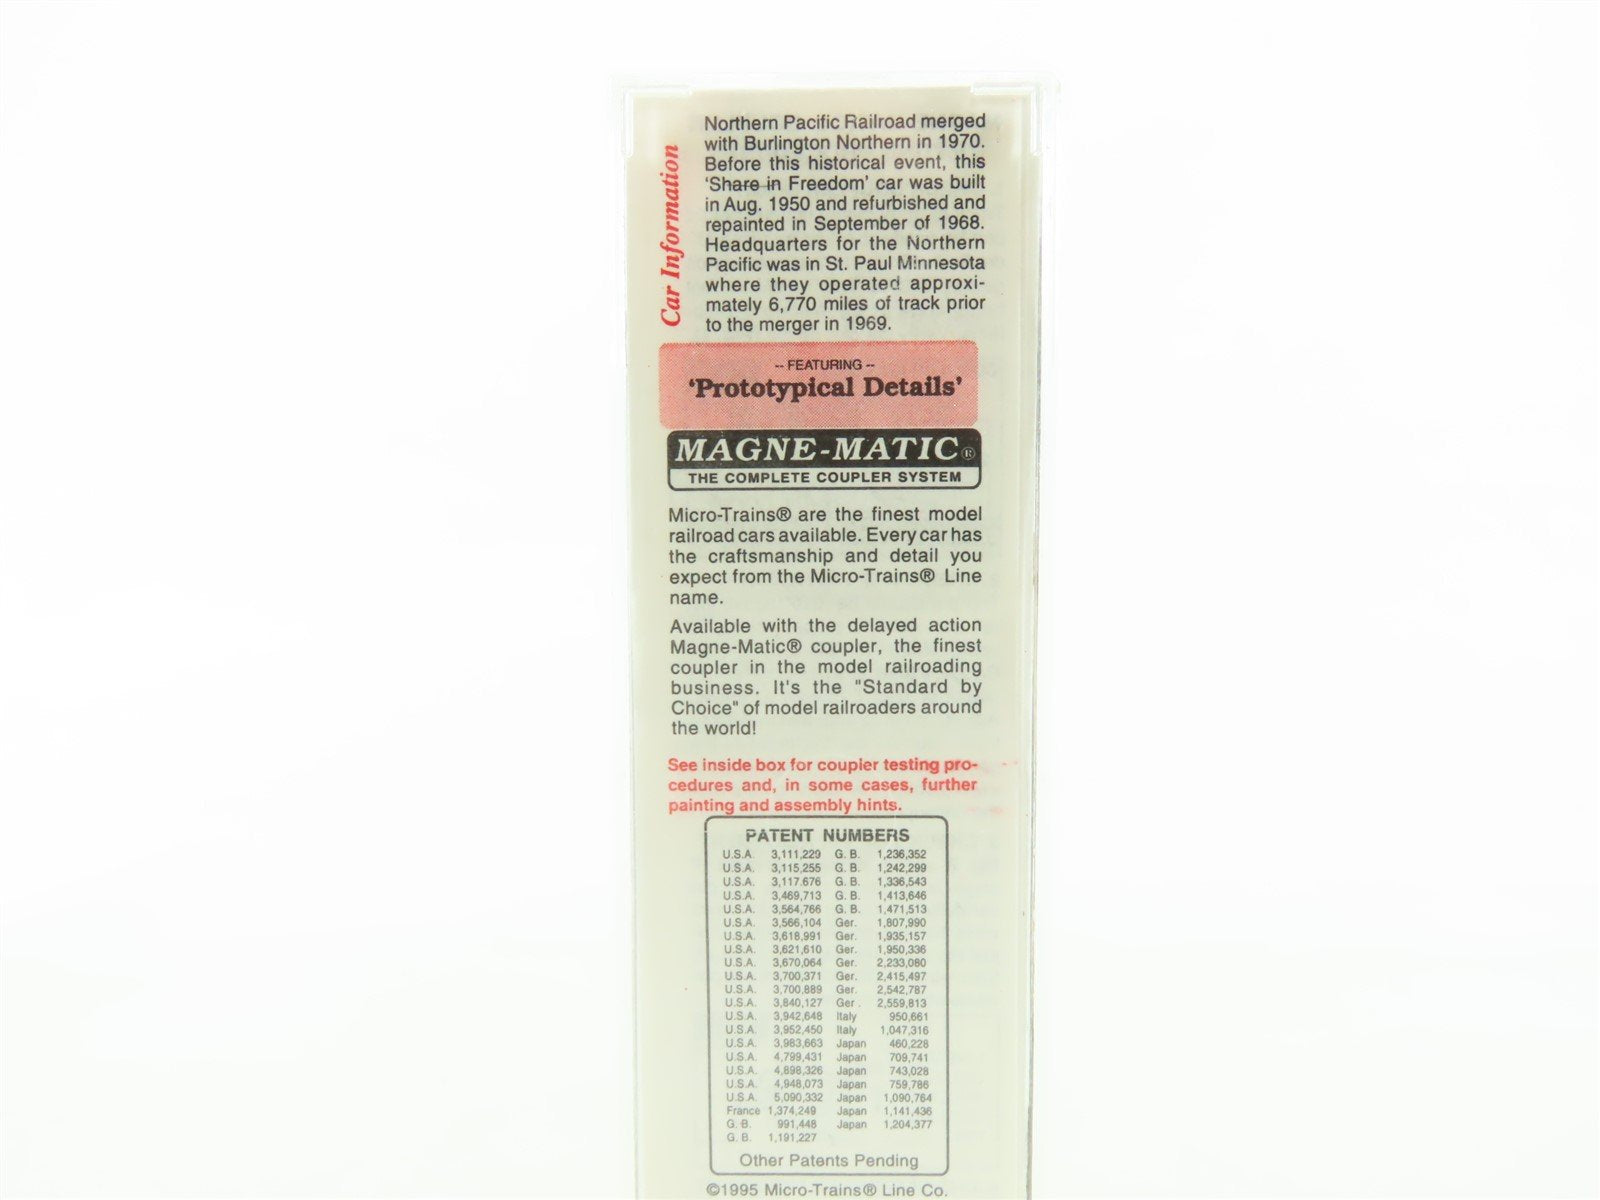 Car Information
Northern Pacific Railroad merged
with Burlington Northern in 1970.
Before this historical event, this
‘Share in Freedom’ car was built
in Aug. 1950 and refurbished and
repainted in September of 1968.
Headquarters for the Northern
Pacific was in St. Paul Minnesota
where they operated approxi-
mately 6,770 miles of track prior
to the merger in 1969.
-- FEATURING --
‘Prototypical Details’
MAGNE-MATIC®
THE COMPLETE COUPLER SYSTEM
Micro-Trains® are the finest model
railroad cars available. Every car has
the craftsmanship and detail you
expect from the Micro-Trains® Line
name.
Available with the delayed action
Magne-Matic® coupler, the finest
coupler in the model railroading
business. It's the "Standard by
Choice" of model railroaders around
the world!
See inside box for coupler testing pro-
cedures and, in some cases, further
painting and assembly hints.
PATENT NUMBERS
U.S.A. 3,111,229 G. B. 1,236,352
U.S.A. 3,115,255 G. B. 1,242,299
U.S.A. 3,117,676 G. B. 1,336,543
U.S.A. 3,469,713 G. B. 1,413,646
U.S.A. 3,564,766 G. B. 1,471,513
U.S.A. 3,566,104 Ger. 1,807,990
U.S.A. 3,618,991 Ger. 1,935,157
U.S.A. 3,621,610 Ger. 1,950,336
U.S.A. 3,670,064 Ger. 2,233,080
U.S.A. 3,700,371 Ger. 2,415,497
U.S.A. 3,700,889 Ger. 2,542,787
U.S.A. 3,840,127 Ger . 2,559,813
U.S.A. 3,942,648 Italy 950,661
U.S.A. 3,952,450 Italy 1,047,316
U.S.A. 3,983,663 Japan 460,228
U.S.A. 4,799,431 Japan 709,741
U.S.A. 4,898,326 Japan 743,028
U.S.A. 4,948,073 Japan 759,786
U.S.A. 5,090,332 Japan 1,090,764
France 1,374,249 Japan 1,141,436
G. B. 991,448 Japan 1,204,377
G. B. 1,191,227
Other Patents Pending
©1995 Micro-Trains® Line Co.